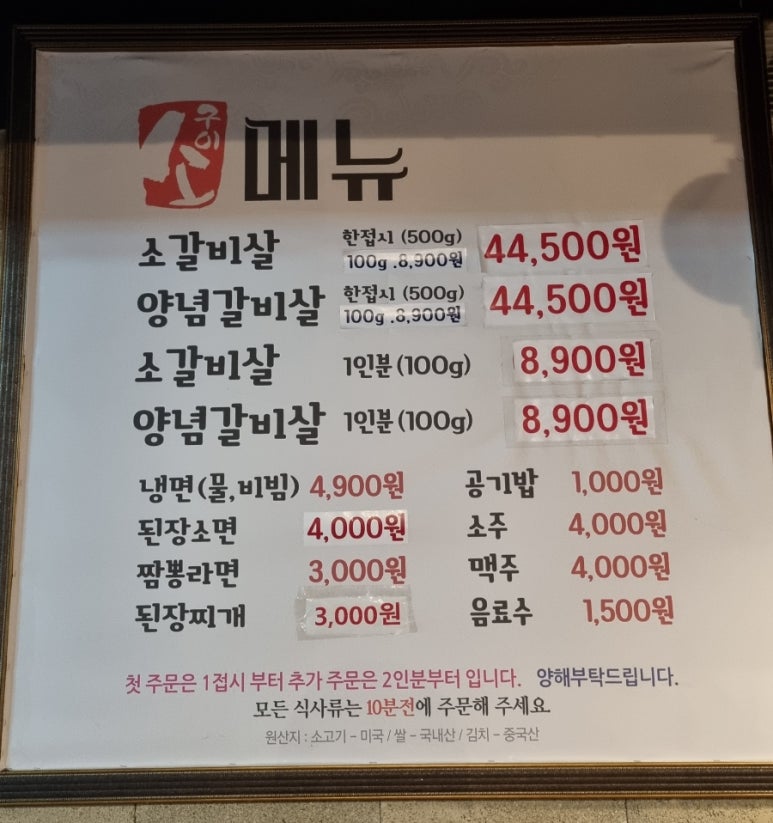 구이
소 메뉴
소갈비살 한접시 (500g) 44,500원
100g .8,900원
양념갈비살 한접시 (500g) 44,500원
100g .8,900원
소갈비살 1인분(100g) 8,900원
양념갈비살 1인분(100g) 8,900원
냉면(물,비빔) 4,900원 공기밥 1,000원
된장소면 4,000원 소주 4,000원
짬뽕라면 3,000원 맥주 4,000원
된장찌개 3,000원 음료수 1,500원
첫 주문은 1접시 부터 추가 주문은 2인분부터 입니다. 양해부탁드립니다.
모든 식사류는 10분전에 주문해 주세요.
원산지 : 소고기 - 미국 / 쌀 - 국내산 / 김치 - 중국산